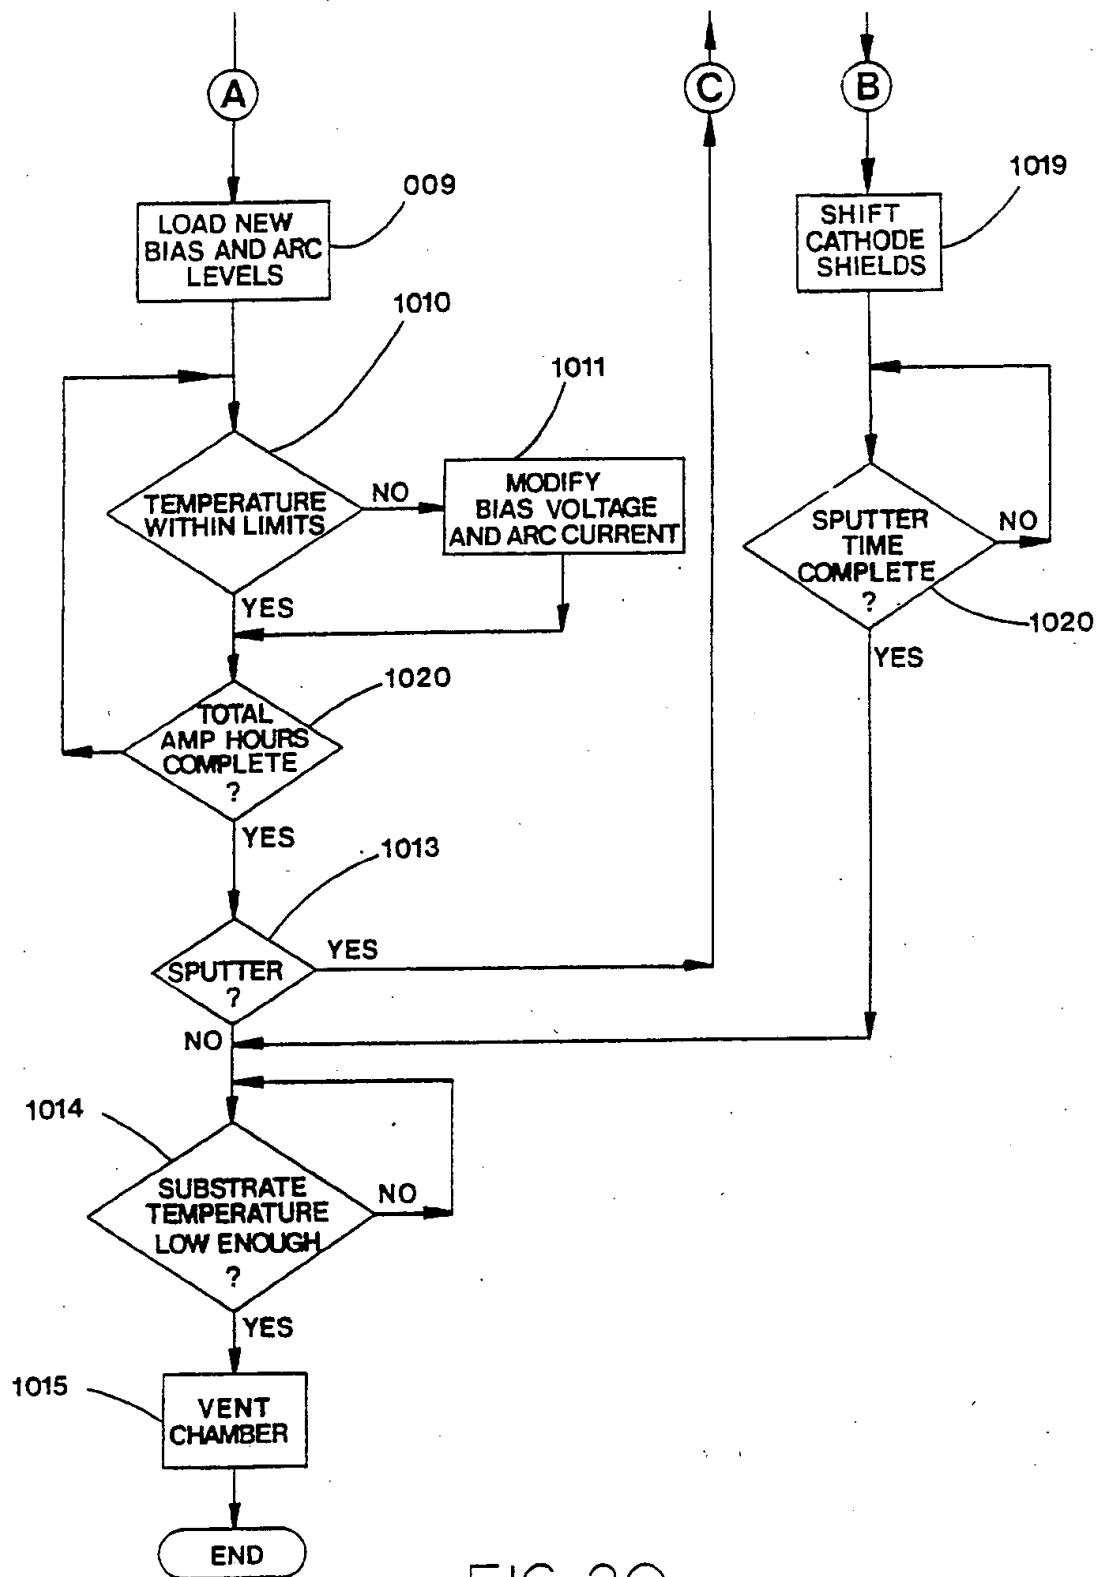 A
C
B
009
LOAD NEW
BIAS AND ARC
LEVELS
1019
SHIFT
CATHODE
SHIELDS
1010
1011
TEMPERATURE
WITHIN LIMITS
NO
MODIFY
BIAS VOLTAGE
AND ARC CURRENT
YES
SPUTTER
TIME
COMPLETE
?
NO
1020
YES
1020
TOTAL
AMP HOURS
COMPLETE
?
YES
1013
SPUTTER
?
YES
NO
1014
SUBSTRATE
TEMPERATURE
LOW ENOUGH
?
NO
YES
1015
VENT
CHAMBER
END